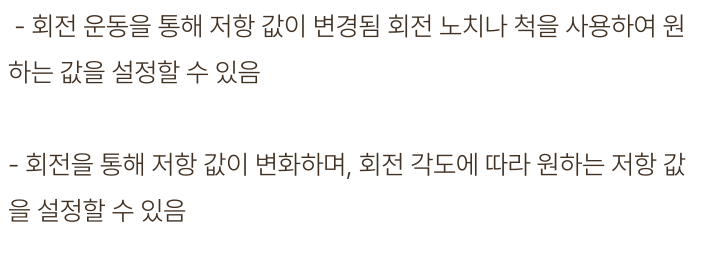 - 회전 운동을 통해 저항 값이 변경됨 회전 노치나 척을 사용하여 원
하는 값을 설정할 수 있음
- 회전을 통해 저항 값이 변화하며, 회전 각도에 따라 원하는 저항 값
을 설정할 수 있음